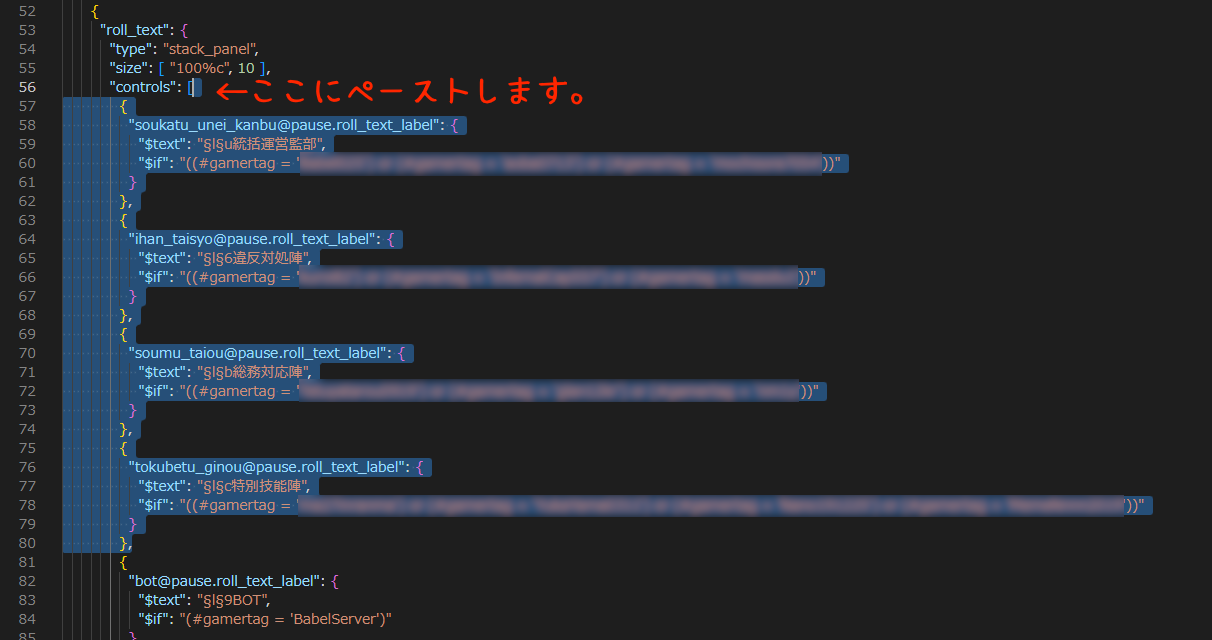 52 {
53 "roll_text": {
54 "type": "stack_panel",
55 "size": [ "100%c", 10 ],
56 "controls": [ ←ここにペーストします。
57 {
58 "soukatu_unei_kanbu@pause.roll_text_label": {
59 "$text": "§l§u統括運営監部",
60 "$if": "((#gamertag = '))"
61 }
62 },
63 {
64 "ihan_taisyo@pause.roll_text_label": {
65 "$text": "§l§6違反対処陣",
66 "$if": "((#gamertag = '))"
67 }
68 },
69 {
70 "soumu_taiou@pause.roll_text_label": {
71 "$text": "§l§b総務対応陣",
72 "$if": "((#gamertag = '))"
73 }
74 },
75 {
76 "tokubetu_ginou@pause.roll_text_label": {
77 "$text": "§l§c特別技能陣",
78 "$if": "((#gamertag = '))"
79 }
80 },
81 {
82 "bot@pause.roll_text_label": {
83 "$text": "§l§9BOT",
84 "$if": "(#gamertag = 'BabelServer')"
85 }